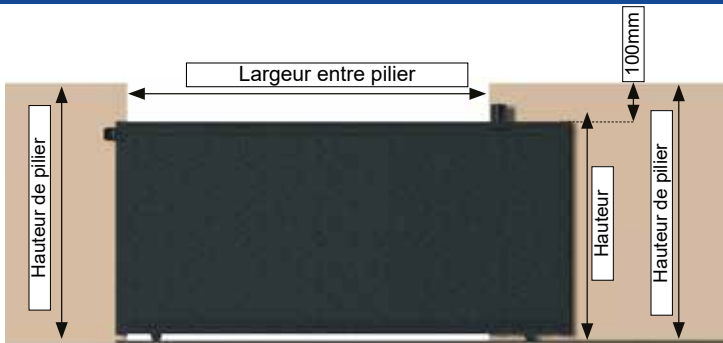 Largeur entre pilier
100mm
Hauteur de pilier
Hauteur
Hauteur de pilier